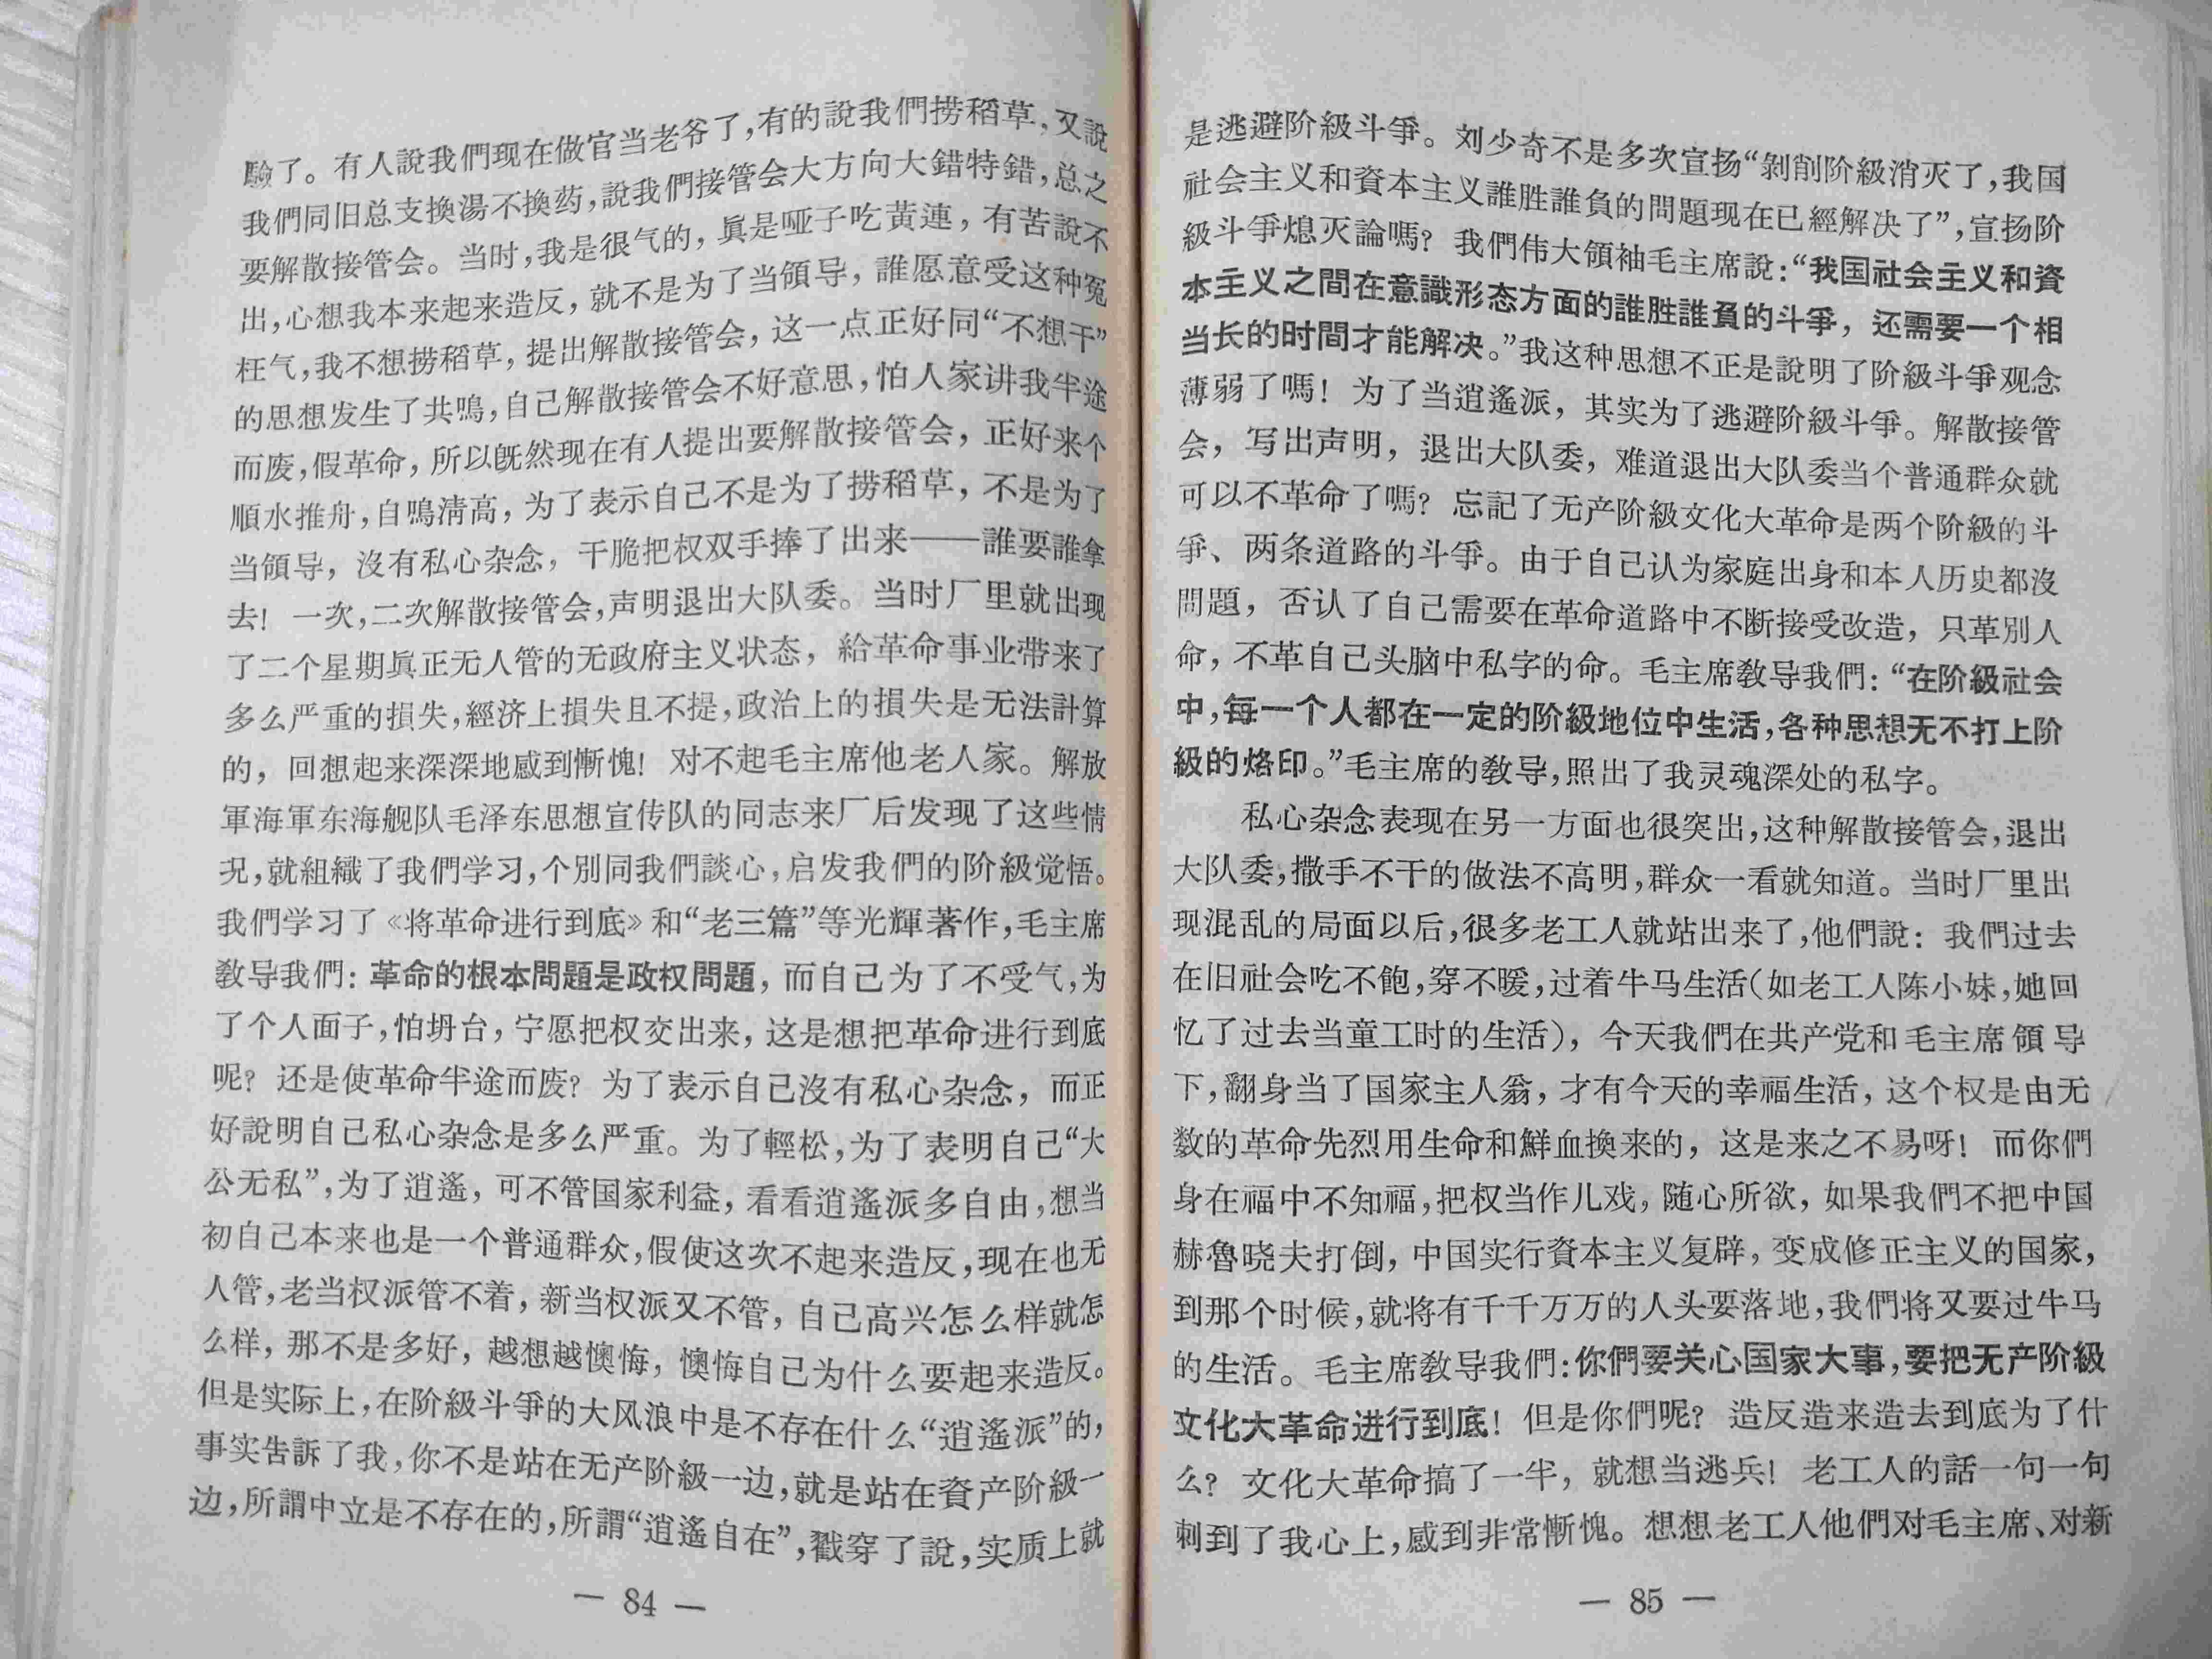 驗了。有人說我們现在做官当老爷了，有的說我們捞稻草，又說
我們同旧总支換湯不換药，說我們接管会大方向大錯特錯，总之
要解散接管会。当时，我是很气的，眞是哑子吃黃連，有苦說不
出，心想我本来起来造反，就不是为了当領导，誰愿意受这种冤
枉气，我不想捞稻草，提出解散接管会，这一点正好同“不想干”
的思想发生了共鳴，自己解散接管会不好意思，怕人家讲我半途
而废，假革命，所以旣然现在有人提出要解散接管会，正好来个
順水推舟，自鳴淸高，为了表示自己不是为了捞稻草，不是为了
当領导，沒有私心杂念，干脆把权双手捧了出来——誰要誰拿
去！一次，二次解散接管会，声明退出大队委。当时厂里就出现
了二个星期眞正无人管的无政府主义状态，給革命事业带来了
多么严重的損失，經济上損失且不提，政治上的損失是无法計算
的，回想起来深深地感到慚愧！对不起毛主席他老人家。解放
軍海軍东海舰队毛泽东思想宣传队的同志来厂后发现了这些情
况，就組織了我們学习，个別同我們談心，启发我們的阶級觉悟。
我們学习了《将革命进行到底》和“老三篇”等光輝著作，毛主席
敎导我們：革命的根本問題是政权問題，而自己为了不受气，为
了个人面子，怕坍台，宁愿把权交出来，这是想把革命进行到底
呢？还是使革命半途而废？为了表示自己沒有私心杂念，而正
好說明自己私心杂念是多么严重。为了輕松，为了表明自己“大
公无私”，为了逍遙，可不管国家利益，看看逍遙派多自由，想当
初自己本来也是一个普通群众，假使这次不起来造反，现在也无
人管，老当权派管不着，新当权派又不管，自己高兴怎么样就怎
么样，那不是多好，越想越懊悔，懊悔自己为什么要起来造反。
但是实际上，在阶級斗爭的大风浪中是不存在什么“逍遙派”的，
事实告訴了我，你不是站在无产阶級一边，就是站在資产阶級一
边，所謂中立是不存在的，所謂“逍遙自在”，戳穿了說，实质上就
— 84 —
是逃避阶級斗爭。刘少奇不是多次宣扬“剝削阶級消灭了，我国
社会主义和資本主义誰胜誰負的問題现在已經解决了”，宣扬阶
級斗爭熄灭論嗎？我們伟大領袖毛主席說：“我国社会主义和資
本主义之間在意識形态方面的誰胜誰負的斗爭，还需要一个相
当长的时間才能解决。”我这种思想不正是說明了阶級斗爭观念
薄弱了嗎！为了当逍遙派，其实为了逃避阶級斗爭。解散接管
会，写出声明，退出大队委，难道退出大队委当个普通群众就
可以不革命了嗎？忘記了无产阶級文化大革命是两个阶級的斗
爭、两条道路的斗爭。由于自己认为家庭出身和本人历史都沒
問題，否认了自己需要在革命道路中不断接受改造，只革別人
命，不革自己头脑中私字的命。毛主席敎导我們：“在阶級社会
中，每一个人都在一定的阶級地位中生活，各种思想无不打上阶
級的烙印。”毛主席的敎导，照出了我灵魂深处的私字。
私心杂念表现在另一方面也很突出，这种解散接管会，退出
大队委，撒手不干的做法不高明，群众一看就知道。当时厂里出
现混乱的局面以后，很多老工人就站出来了，他們說：我們过去
在旧社会吃不飽，穿不暖，过着牛马生活（如老工人陈小妹，她回
忆了过去当童工时的生活），今天我們在共产党和毛主席領导
下，翻身当了国家主人翁，才有今天的幸福生活，这个权是由无
数的革命先烈用生命和鮮血換来的，这是来之不易呀！而你們
身在福中不知福，把权当作儿戏，随心所欲，如果我們不把中国
赫魯晓夫打倒，中国实行資本主义复辟，变成修正主义的国家，
到那个时候，就将有千千万万的人头要落地，我們将又要过牛马
的生活。毛主席敎导我們：你們要关心国家大事，要把无产阶級
文化大革命进行到底！但是你們呢？造反造来造去到底为了什
么？文化大革命搞了一半，就想当逃兵！老工人的話一句一句
刺到了我心上，感到非常慚愧。想想老工人他們对毛主席、对新
— 85 —